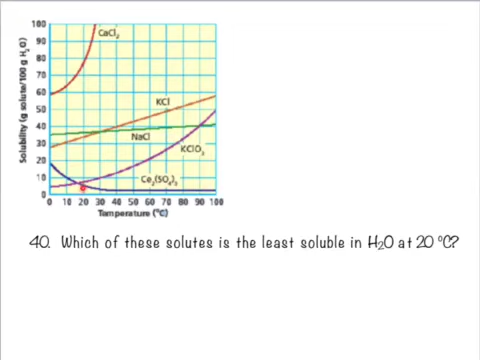 100
90
80
70
60
50
40
30
20
10
0
Solubility (g solute/100 g H₂O)
CaCl₂
KCl
NaCl
KClO₃
Ce₂(SO₄)₃
0 10 20 30 40 50 60 70 80 90 100
Temperature (°C)
40. Which of these solutes is the least soluble in H₂O at 20 °C?